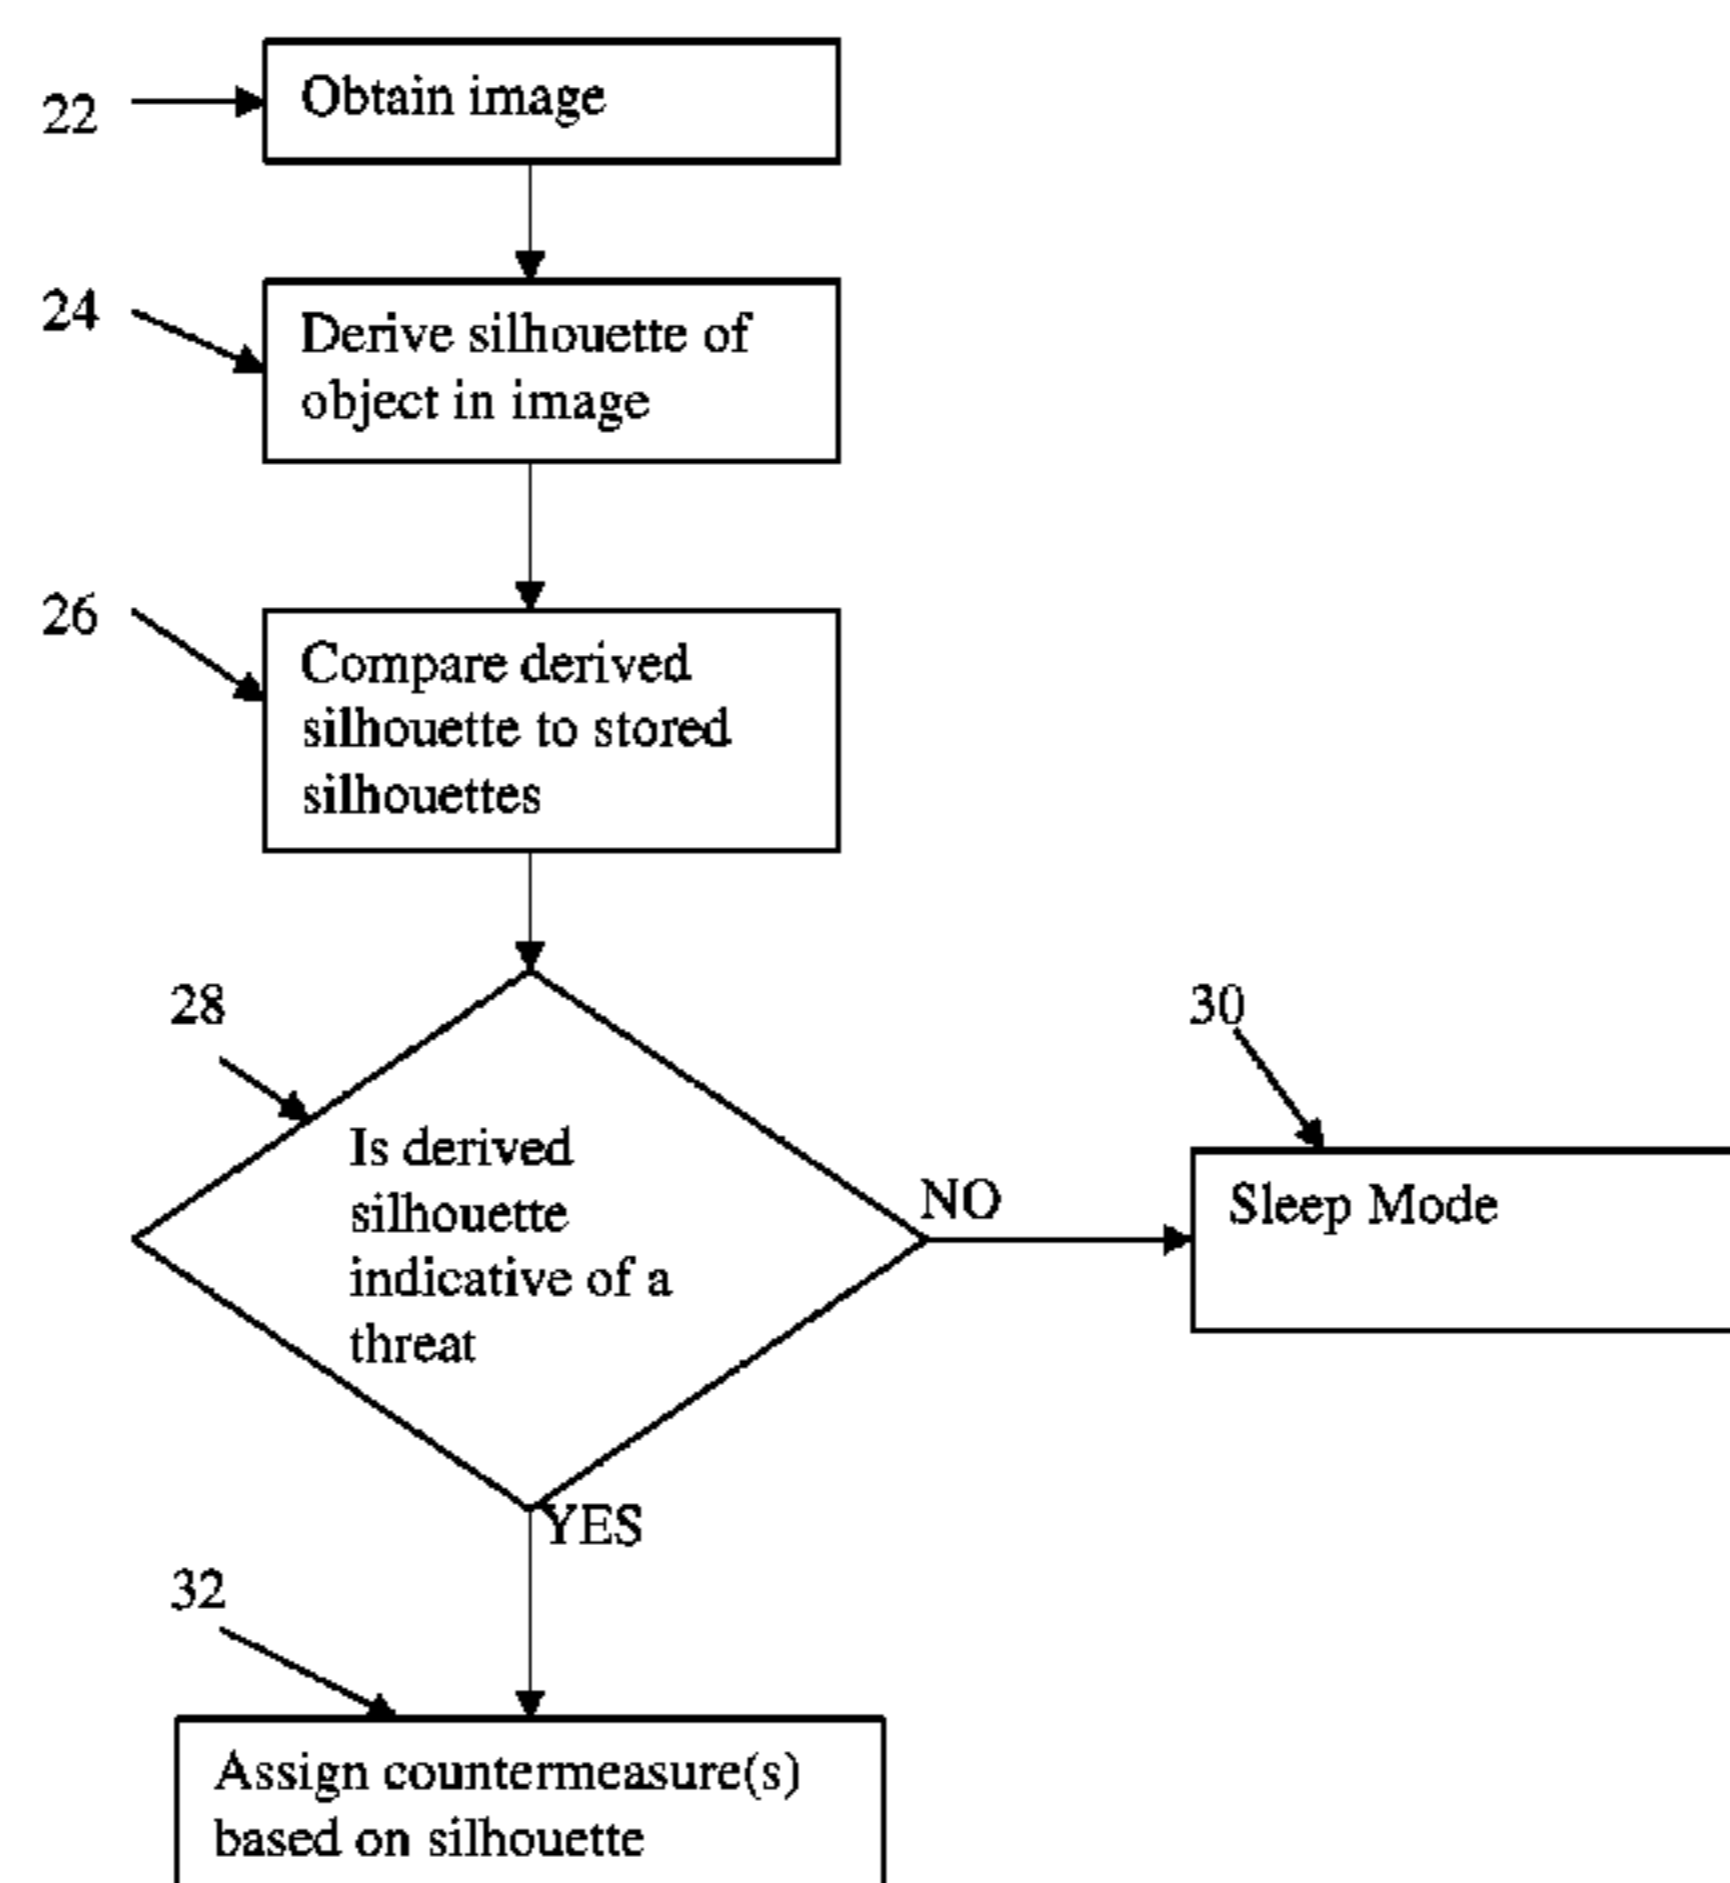 22
Obtain image
24
Derive silhouette of
object in image
26
Compare derived
silhouette to stored
silhouettes
28
Is derived
silhouette
indicative of a
threat
NO
30
Sleep Mode
YES
32
Assign countermeasure(s)
based on silhouette